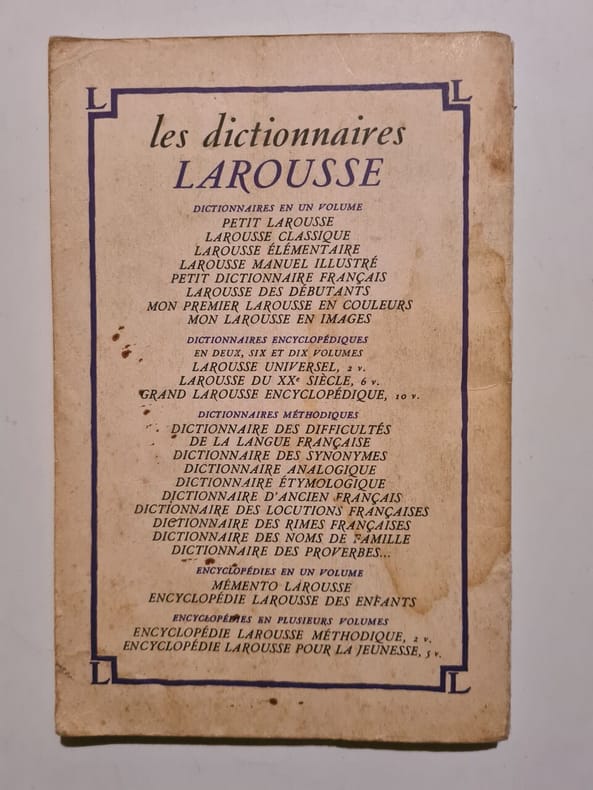 L L
les dictionnaires
LAROUSSE
DICTIONNAIRES EN UN VOLUME
PETIT LAROUSSE
LAROUSSE CLASSIQUE
LAROUSSE ÉLÉMENTAIRE
LAROUSSE MANUEL ILLUSTRÉ
PETIT DICTIONNAIRE FRANÇAIS
LAROUSSE DES DÉBUTANTS
MON PREMIER LAROUSSE EN COULEURS
MON LAROUSSE EN IMAGES
DICTIONNAIRES ENCYCLOPÉDIQUES
EN DEUX, SIX ET DIX VOLUMES
LAROUSSE UNIVERSEL, 2 v.
LAROUSSE DU XXe SIÈCLE, 6 v.
GRAND LAROUSSE ENCYCLOPÉDIQUE, 10 v.
DICTIONNAIRES MÉTHODIQUES
DICTIONNAIRE DES DIFFICULTÉS
DE LA LANGUE FRANÇAISE
DICTIONNAIRE DES SYNONYMES
DICTIONNAIRE ANALOGIQUE
DICTIONNAIRE ÉTYMOLOGIQUE
DICTIONNAIRE D'ANCIEN FRANÇAIS
DICTIONNAIRE DES LOCUTIONS FRANÇAISES
DICTIONNAIRE DES RIMES FRANÇAISES
DICTIONNAIRE DES NOMS DE FAMILLE
DICTIONNAIRE DES PROVERBES...
ENCYCLOPÉDIES EN UN VOLUME
MÉMENTO LAROUSSE
ENCYCLOPÉDIE LAROUSSE DES ENFANTS
ENCYCLOPÉDIES EN PLUSIEURS VOLUMES
ENCYCLOPÉDIE LAROUSSE MÉTHODIQUE, 2 v.
ENCYCLOPÉDIE LAROUSSE POUR LA JEUNESSE, 5 v.
L L